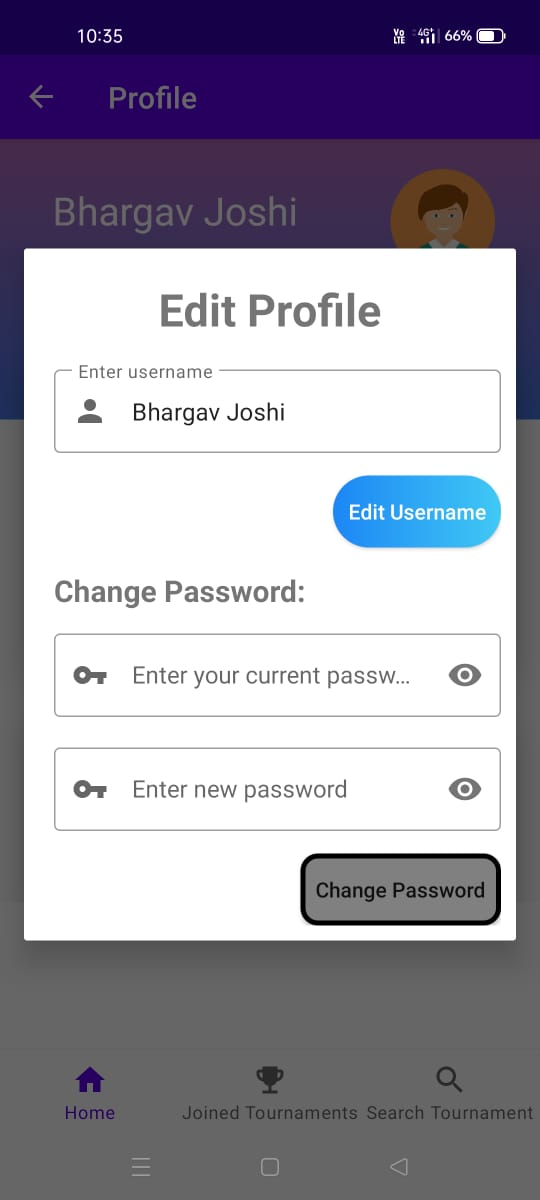 10:35
Vo LTE 4G+ 66%
Profile
Bhargav Joshi
Edit Profile
Enter username
Bhargav Joshi
Edit Username
Change Password:
Enter your current passw...
Enter new password
Change Password
Home Joined Tournaments Search Tournament